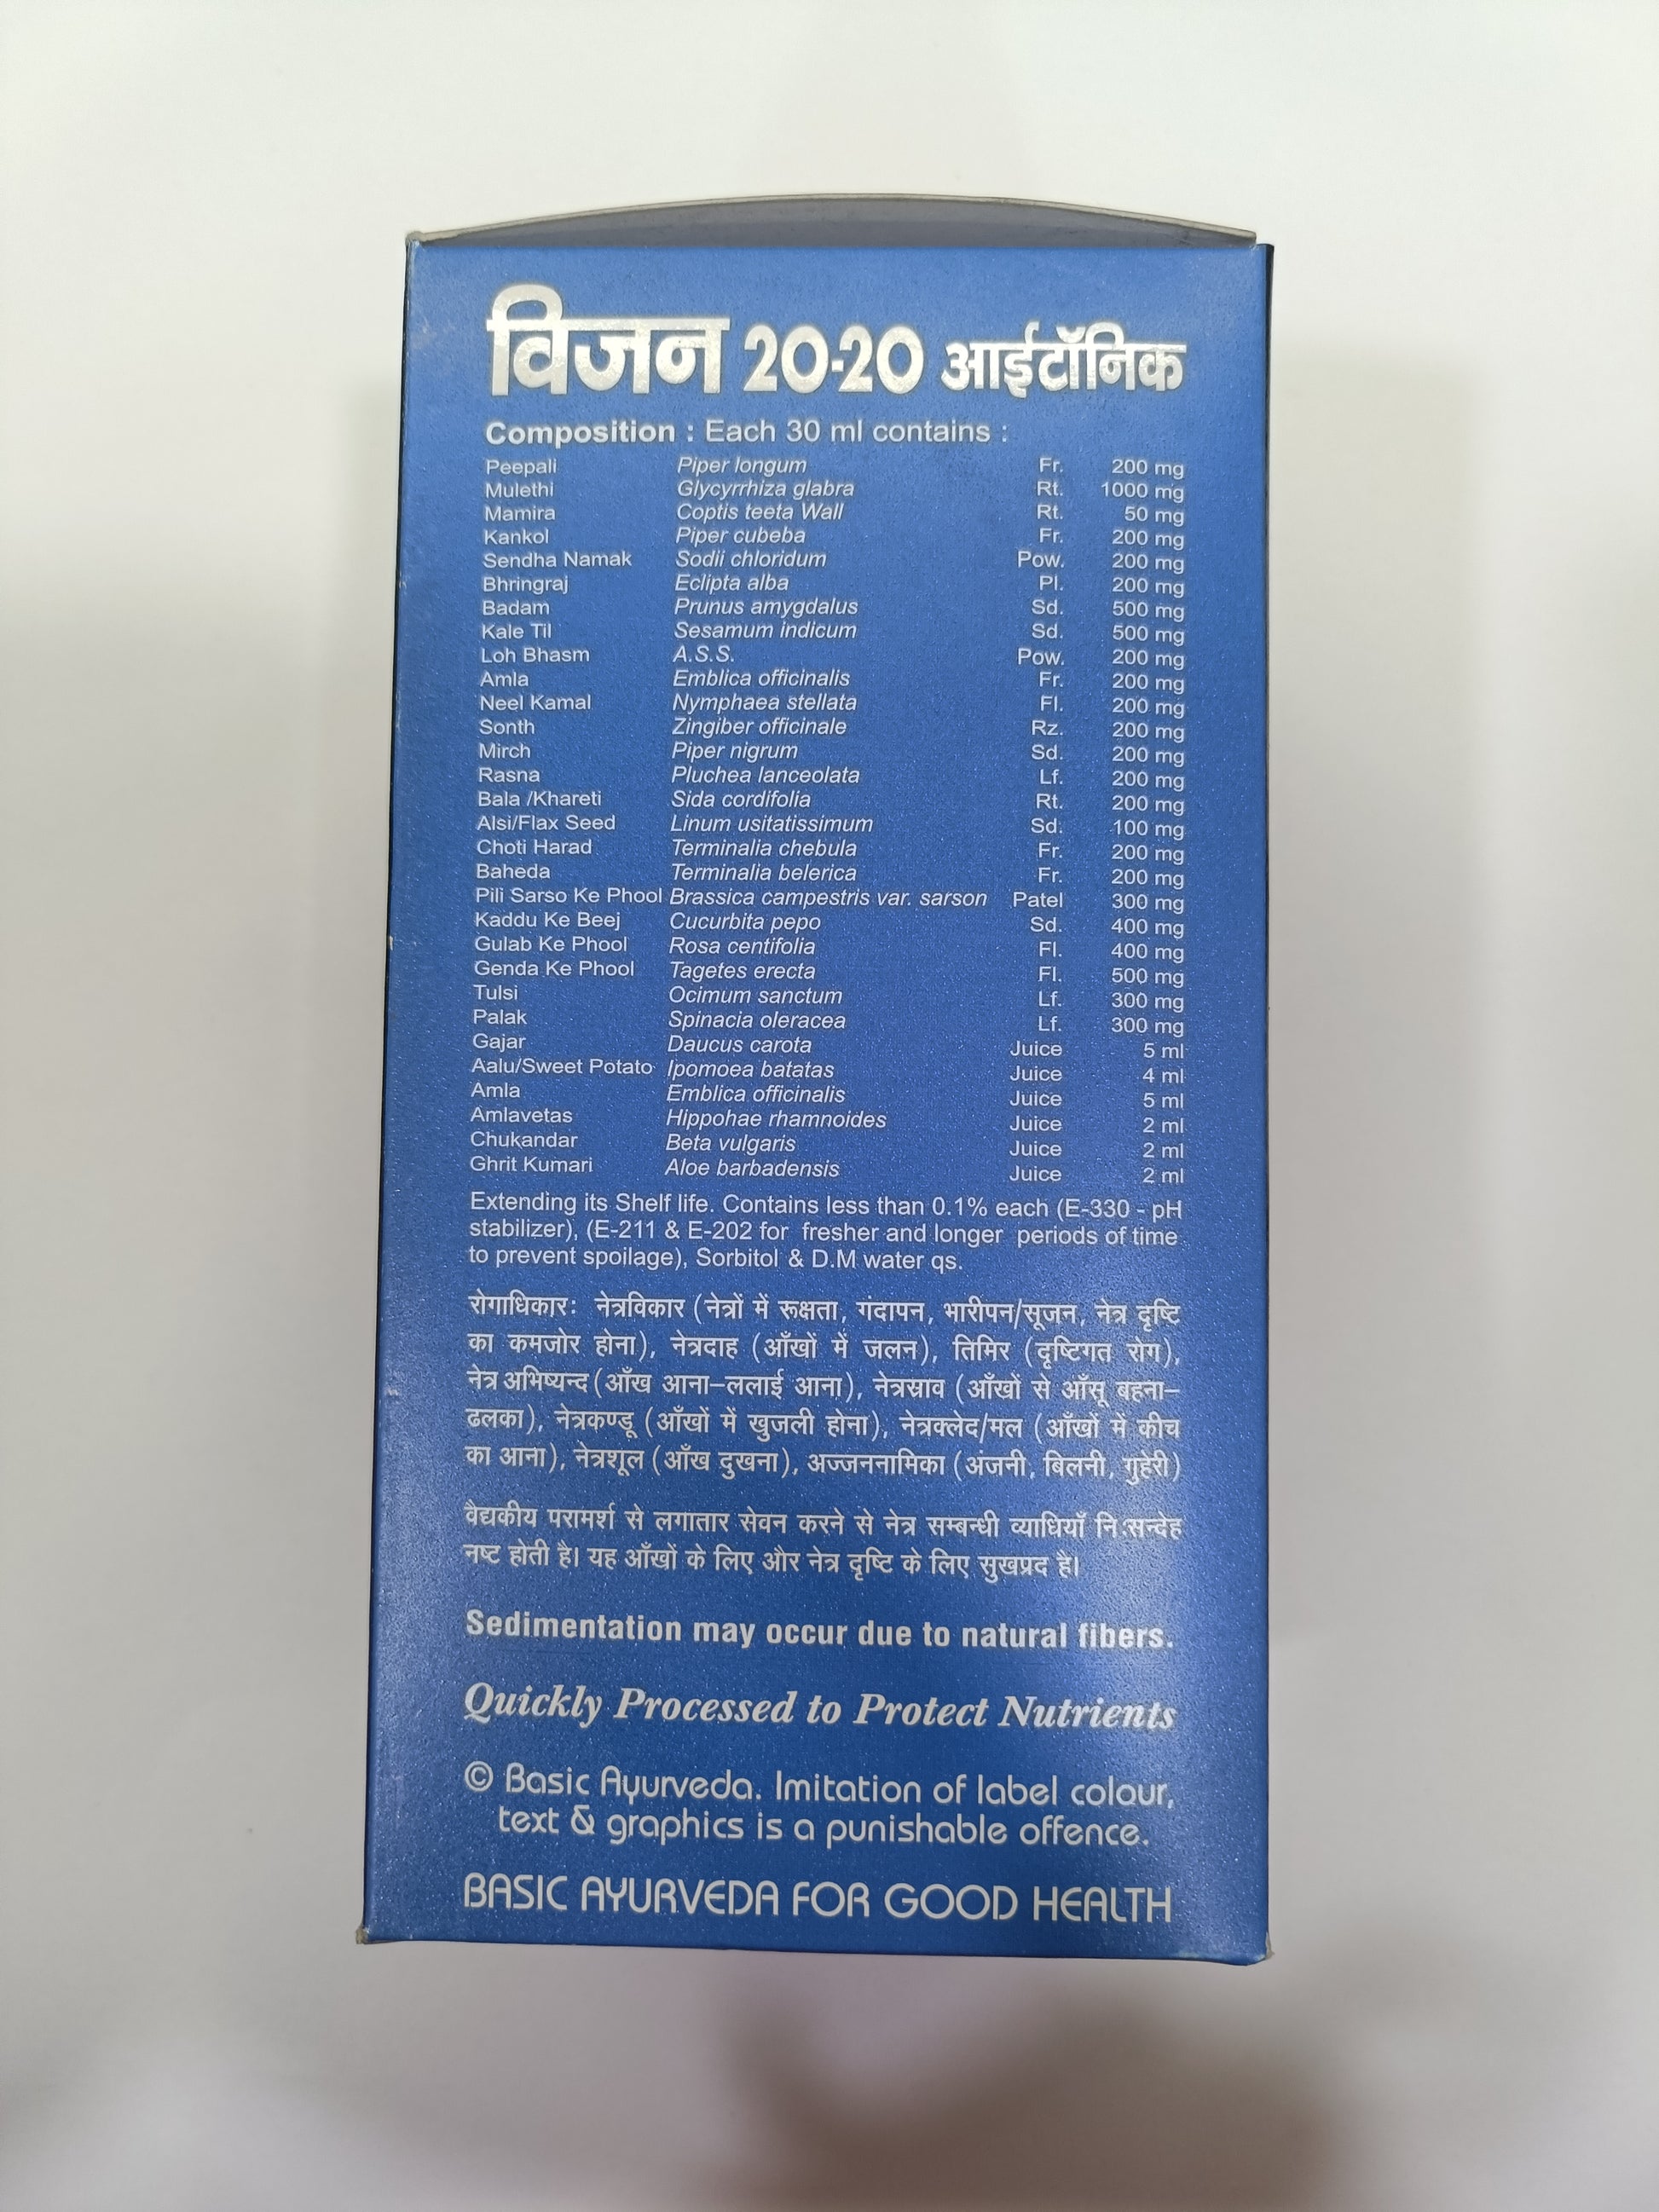 विजन 20-20 आईटॉनिक
Composition : Each 30 ml contains :
Peepali Piper longum Fr. 200 mg
Mulethi Glycyrrhiza glabra Rt. 1000 mg
Mamira Coptis teeta Wall Rt. 50 mg
Kankol Piper cubeba Fr. 200 mg
Sendha Namak Sodii chloridum Pow. 200 mg
Bhringraj Eclipta alba Pl. 200 mg
Badam Prunus amygdalus Sd. 500 mg
Kale Til Sesamum indicum Sd. 500 mg
Loh Bhasm A.S.S. Pow. 200 mg
Amla Emblica officinalis Fr. 200 mg
Neel Kamal Nymphaea stellata Fl. 200 mg
Sonth Zingiber officinale Rz. 200 mg
Mirch Piper nigrum Sd. 200 mg
Rasna Pluchea lanceolata Lf. 200 mg
Bala /Khareti Sida cordifolia Rt. 200 mg
Alsi/Flax Seed Linum usitatissimum Sd. 100 mg
Choti Harad Terminalia chebula Fr. 200 mg
Baheda Terminalia belerica Fr. 200 mg
Pili Sarso Ke Phool Brassica campestris var. sarson Patel 300 mg
Kaddu Ke Beej Cucurbita pepo Sd. 400 mg
Gulab Ke Phool Rosa centifolia Fl. 400 mg
Genda Ke Phool Tagetes erecta Fl. 500 mg
Tulsi Ocimum sanctum Lf. 300 mg
Palak Spinacia oleracea Lf. 300 mg
Gajar Daucus carota Juice 5 ml
Aalu/Sweet Potato Ipomoea batatas Juice 4 ml
Amla Emblica officinalis Juice 5 ml
Amlavetas Hippohae rhamnoides Juice 2 ml
Chukandar Beta vulgaris Juice 2 ml
Ghrit Kumari Aloe barbadensis Juice 2 ml
Extending its Shelf life. Contains less than 0.1% each (E-330 - pH
stabilizer), (E-211 & E-202 for fresher and longer periods of time
to prevent spoilage), Sorbitol & D.M water qs.
रोगाधिकारः नेत्रविकार (नेत्रों में रूक्षता, गंदापन, भारीपन/सूजन, नेत्र दृष्टि
का कमजोर होना), नेत्रदाह (आँखों में जलन), तिमिर (दृष्टिगत रोग),
नेत्र अभिष्यन्द (आँख आना–ललाई आना), नेत्रस्राव (आँखों से आँसू बहना–
ढलका), नेत्रकण्डू (आँखों में खुजली होना), नेत्रक्लेद/मल (आँखों में कीच
का आना), नेत्रशूल (आँख दुखना), अज्जननामिका (अंजनी, बिलनी, गुहेरी)
वैद्यकीय परामर्श से लगातार सेवन करने से नेत्र सम्बन्धी व्याधियाँ निःसन्देह
नष्ट होती है। यह आँखों के लिए और नेत्र दृष्टि के लिए सुखप्रद है।
Sedimentation may occur due to natural fibers.
Quickly Processed to Protect Nutrients
© Basic Ayurveda. Imitation of label colour,
text & graphics is a punishable offence.
BASIC AYURVEDA FOR GOOD HEALTH